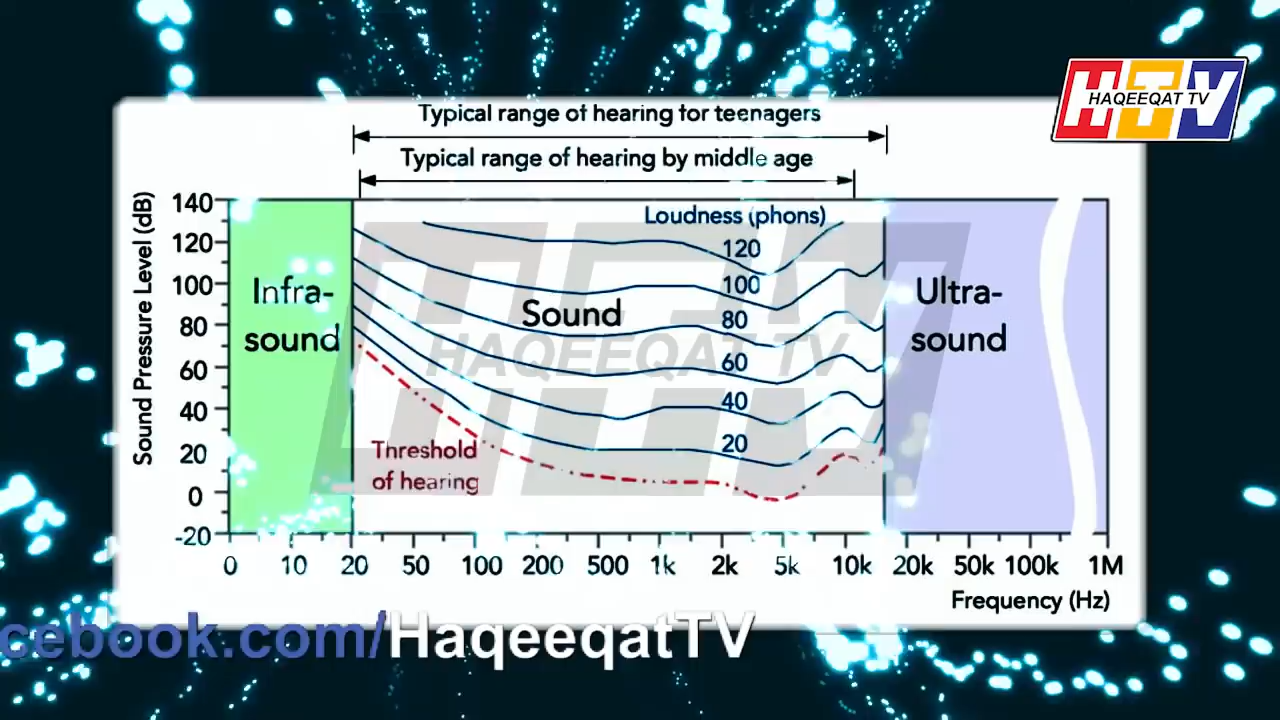 HTV
HAQEEQAT TV
Typical range of hearing for teenagers
Typical range of hearing by middle age
Sound Pressure Level (dB)
140
120
100
80
60
40
20
0
-20
Loudness (phons)
120
100
80
60
40
20
Infra-
sound
Sound
Ultra-
sound
HTV
HAQEEQAT TV
Threshold
of hearing
0 10 20 50 100 200 500 1k 2k 5k 10k 20k 50k 100k 1M
Frequency (Hz)
cebook.com/HaqeeqatTV